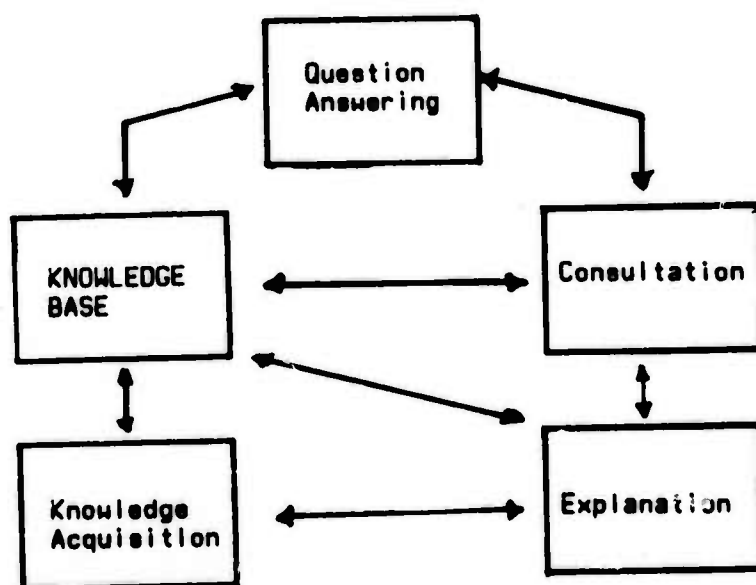 Question
Answering
KNOWLEDGE
BASE
Consultation
Knowledge
Acquisition
Explanation